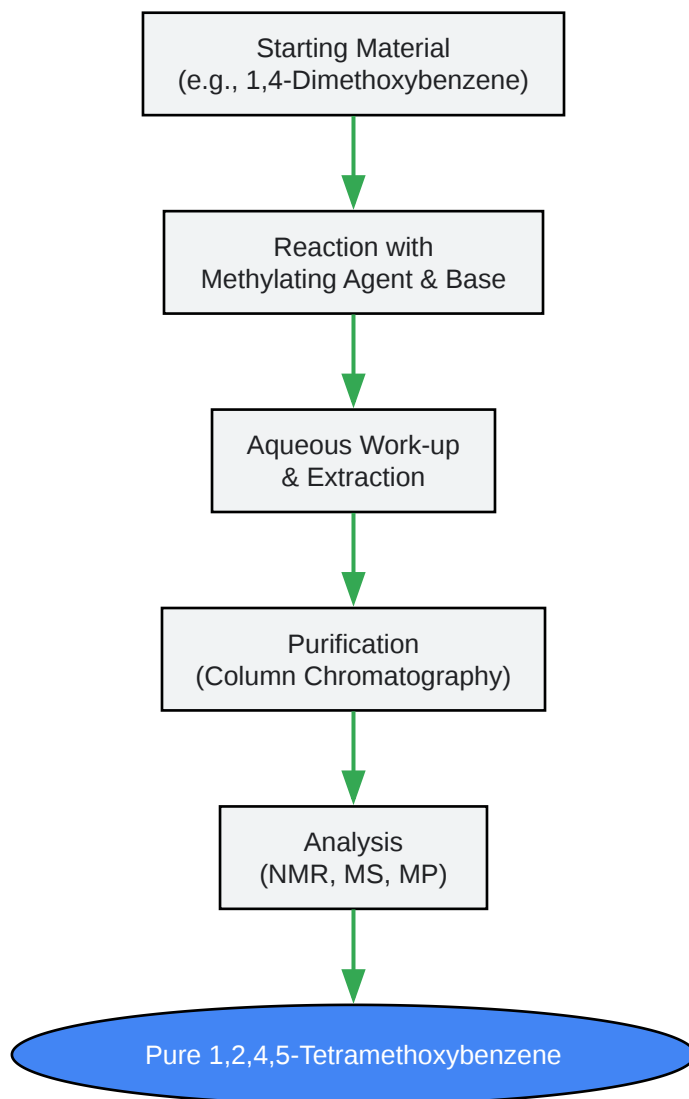 Starting Material
(e.g., 1,4-Dimethoxybenzene)
Reaction with
Methylating Agent & Base
Aqueous Work-up
& Extraction
Purification
(Column Chromatography)
Analysis
(NMR, MS, MP)
Pure 1,2,4,5-Tetramethoxybenzene